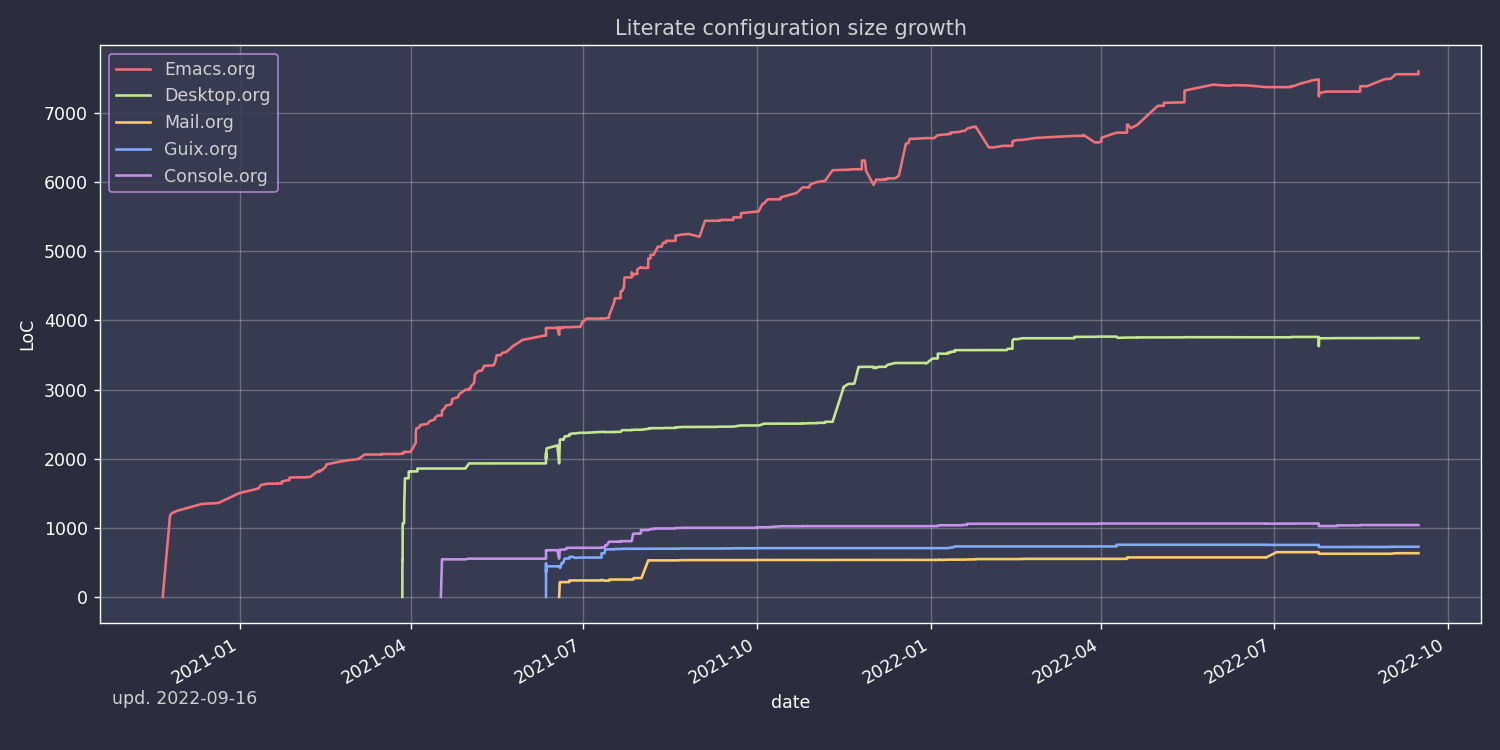 Literate configuration size growth
Emacs.org
Desktop.org
Mail.org
Guix.org
Console.org
7000
6000
5000
4000
3000
2000
1000
0
LoC
2021-01
2021-04
2021-07
2021-10
2022-01
2022-04
2022-07
2022-10
date
upd. 2022-09-16